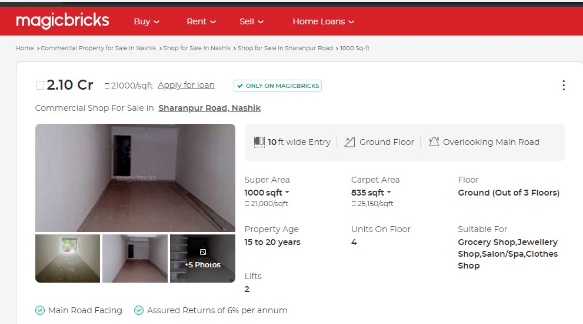 magicbricks Buy Rent Sell Home Loans
Home > Commercial Property for Sale in Nashik > Shop for Sale in Nashik > Shop for Sale in Sharanpur Road > 1000 Sq-ft
2.10 Cr 21000/sqft Apply for loan ONLY ON MAGICBRICKS
Commercial Shop For Sale in Sharanpur Road, Nashik
magicbricks
10 ft wide Entry Ground Floor Overlooking Main Road
Super Area Carpet Area Floor
1000 sqft 835 sqft Ground (Out of 3 Floors)
21,000/sqft 25,150/sqft
Property Age Units On Floor Suitable For
15 to 20 years 4 Grocery Shop,Jewellery
Shop,Salon/Spa,Clothes
Shop
+5 Photos
Lifts
2
Main Road Facing Assured Returns of 6% per annum